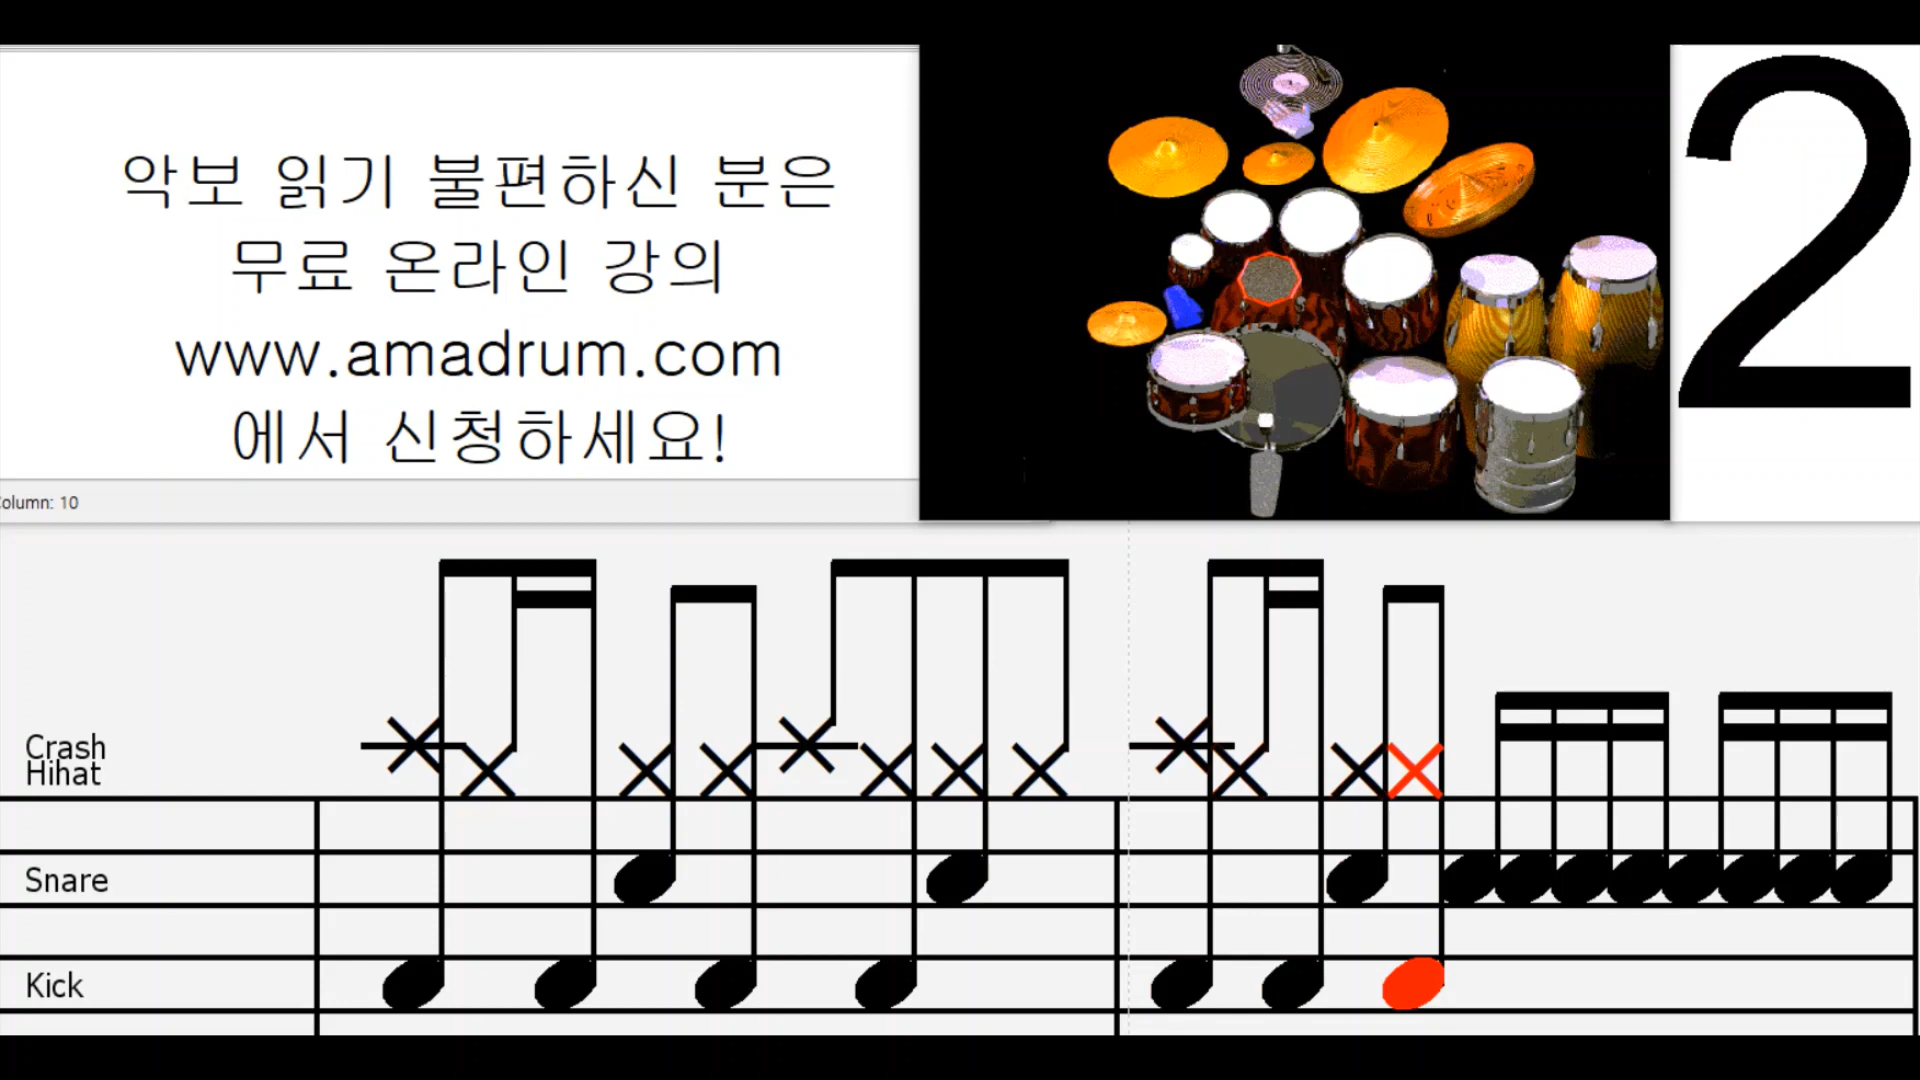 악보 읽기 불편하신 분은
무료 온라인 강의
www.amadrum.com
에서 신청하세요!
2
olumn: 10
Crash
Hihat
Snare
Kick